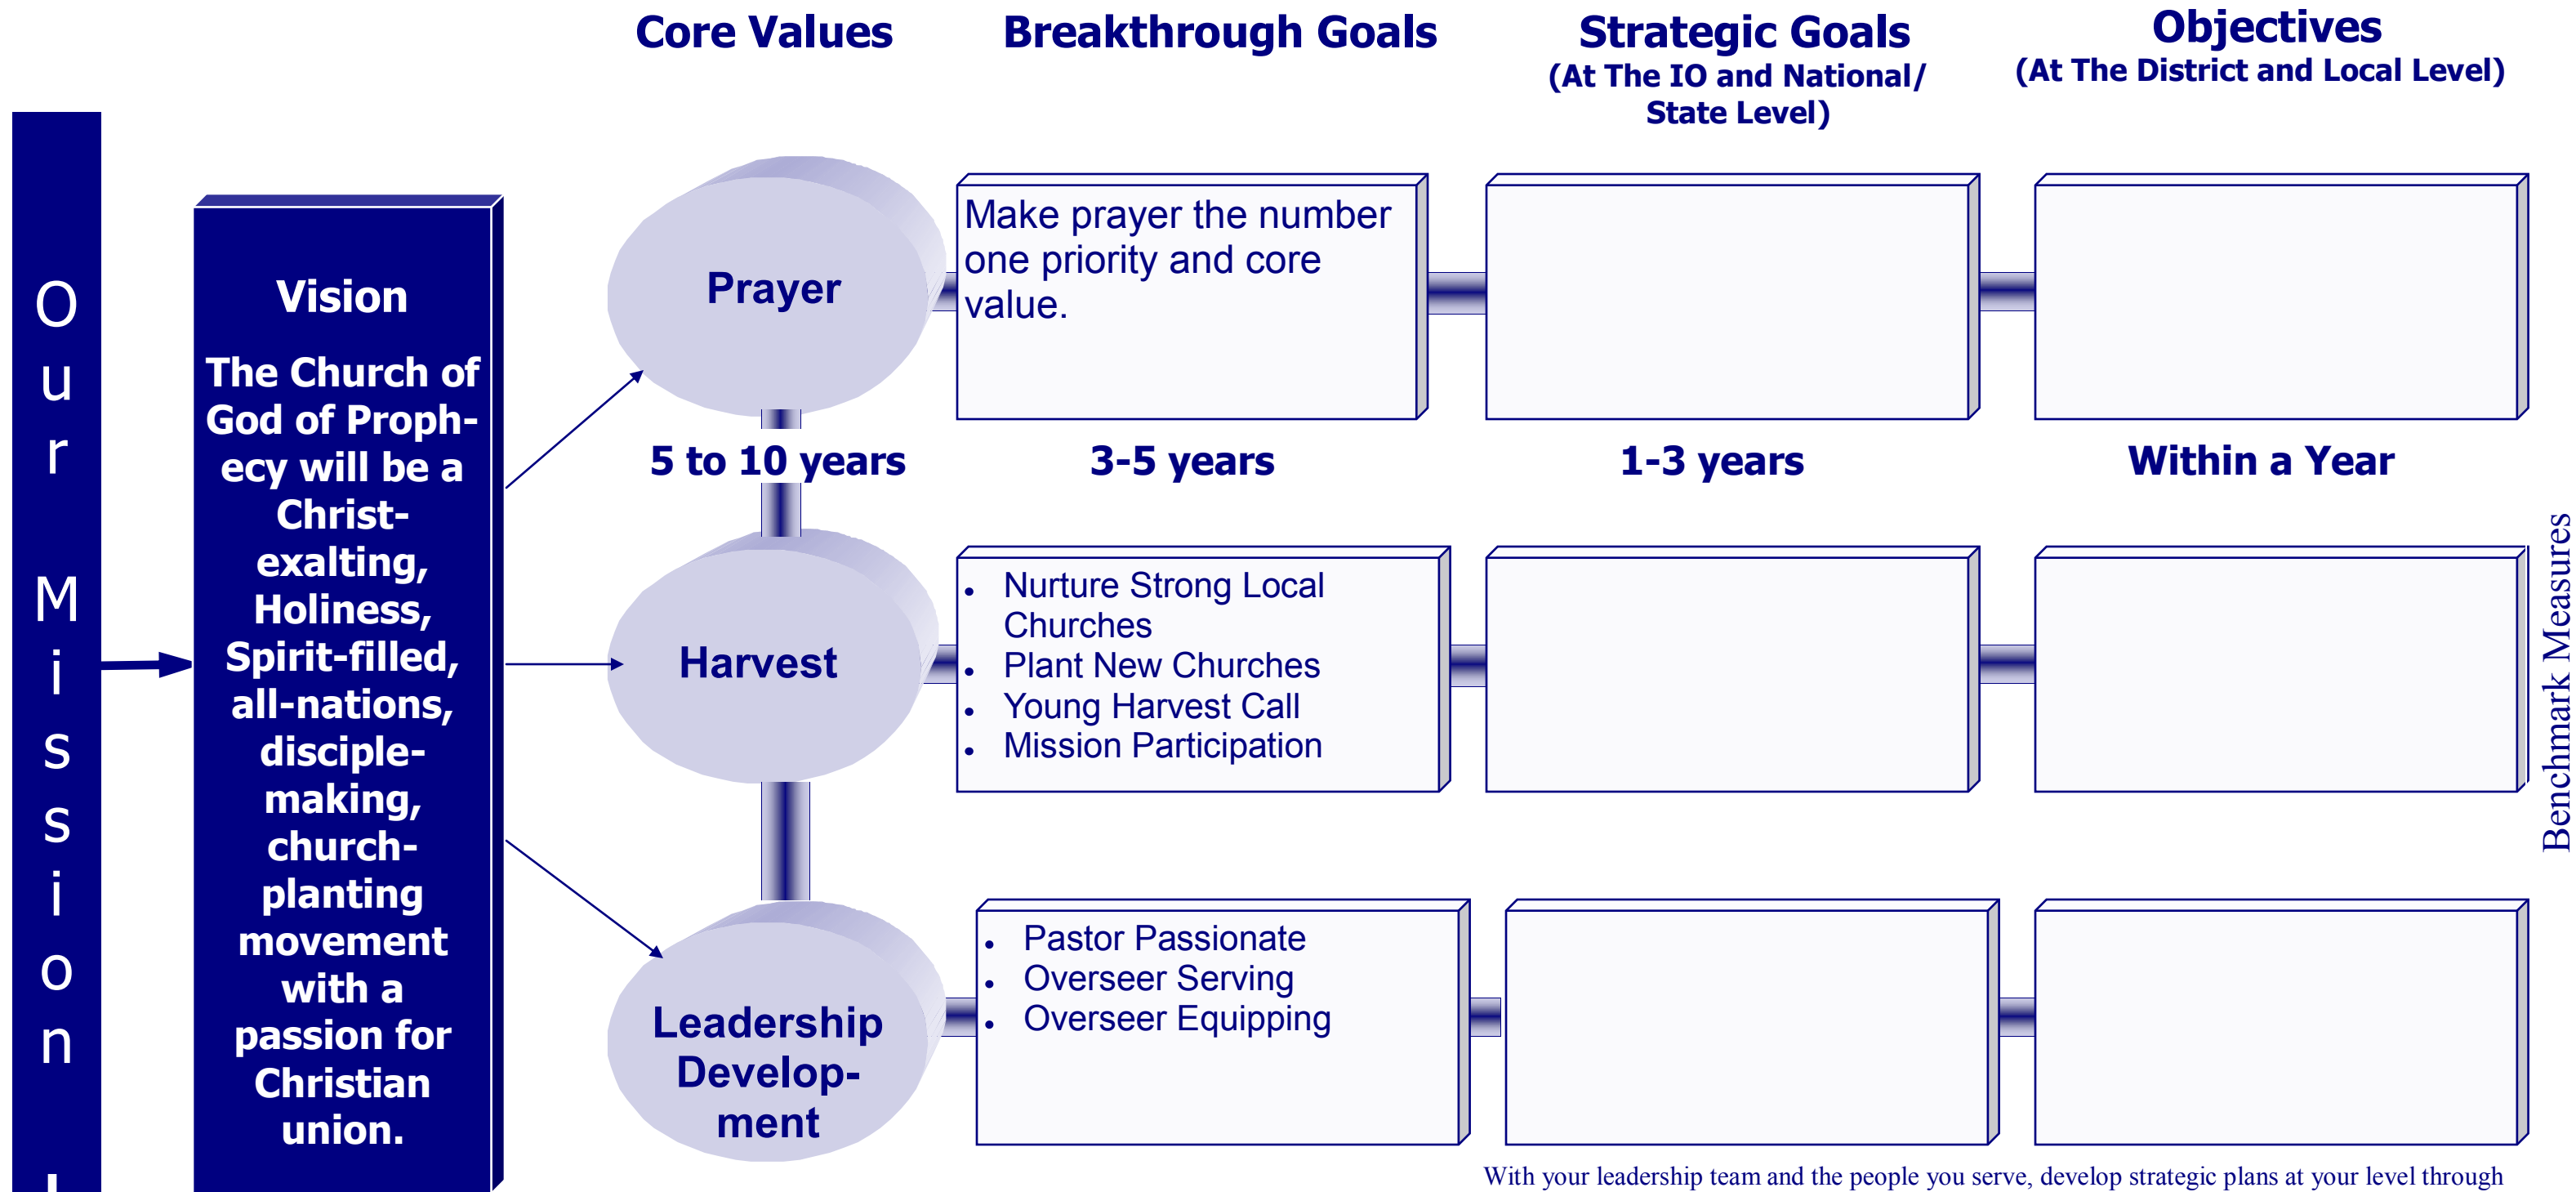 Core Values
Breakthrough Goals
Strategic Goals
(At The IO and National/
State Level)
Objectives
(At The District and Local Level)
Our Mission
Vision
The Church of
God of Proph-
ecy will be a
Christ-
exalting,
Holiness,
Spirit-filled,
all-nations,
disciple-
making,
church-
planting
movement
with a
passion for
Christian
union.
Prayer
Make prayer the number
one priority and core
value.
5 to 10 years
3-5 years
1-3 years
Within a Year
Harvest
• Nurture Strong Local
Churches
• Plant New Churches
• Young Harvest Call
• Mission Participation
Benchmark Measures
Leadership
Develop-
ment
• Pastor Passionate
• Overseer Serving
• Overseer Equipping
With your leadership team and the people you serve, develop strategic plans at your level through